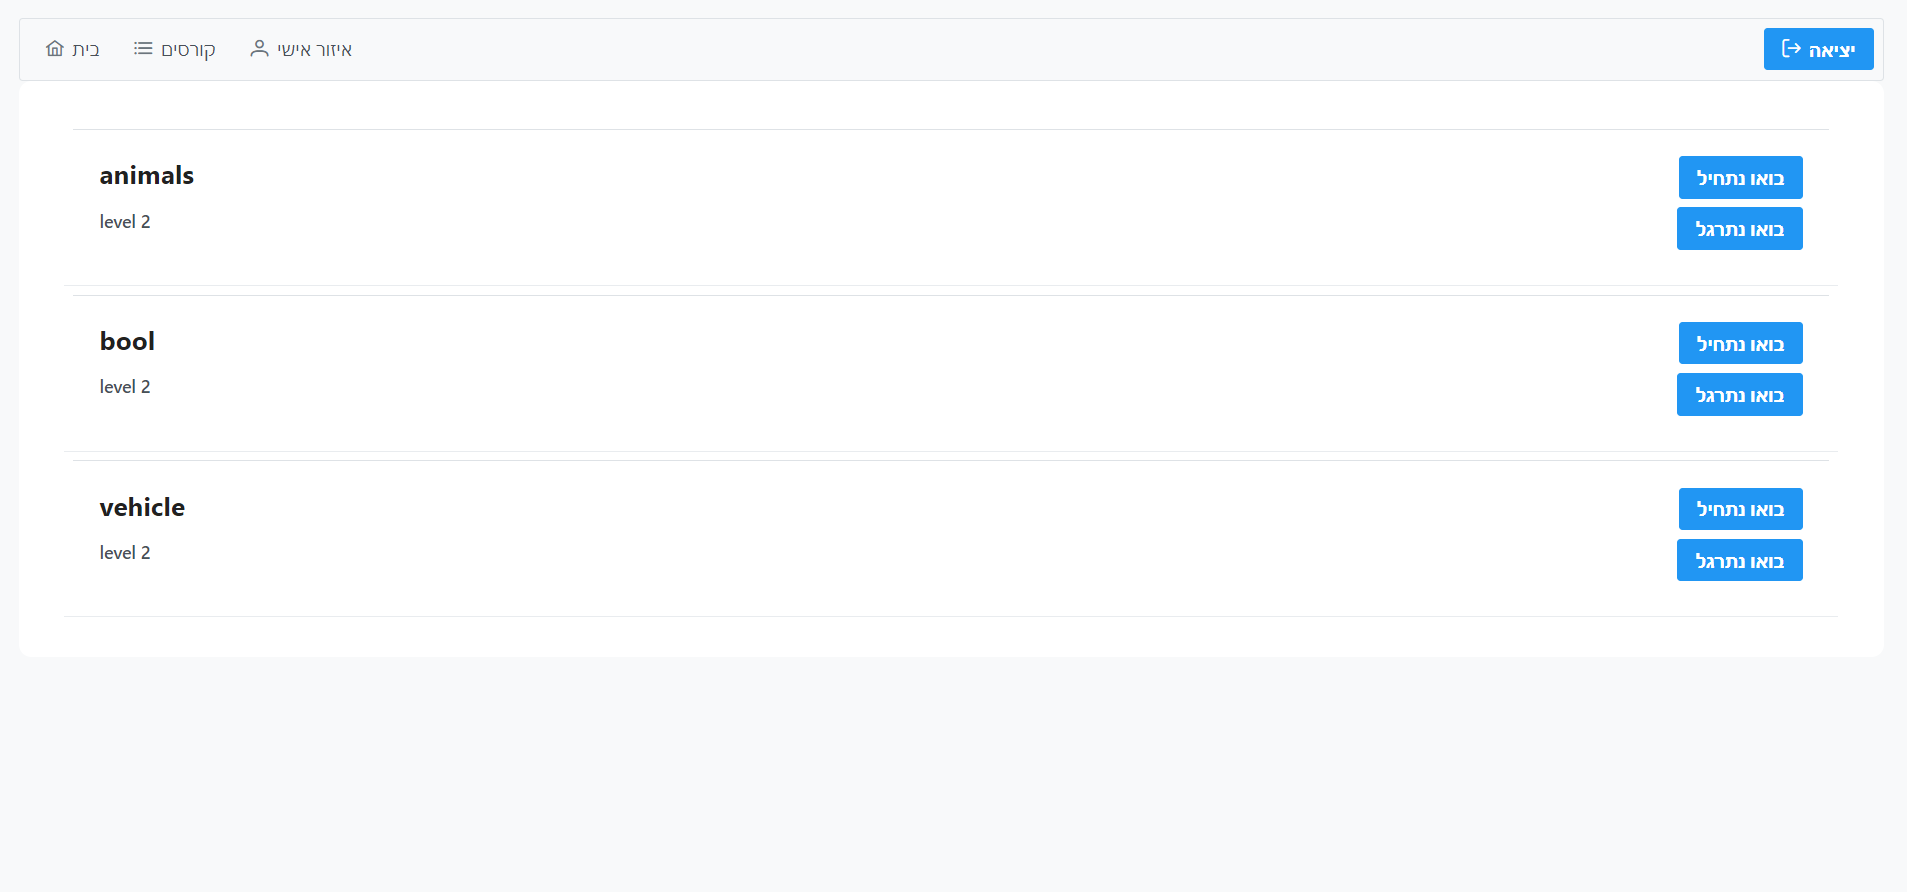 בית
קורסים
איזור אישי
יציאה
animals
level 2
בואו נתחיל
בואו נתרגל
bool
level 2
בואו נתחיל
בואו נתרגל
vehicle
level 2
בואו נתחיל
בואו נתרגל